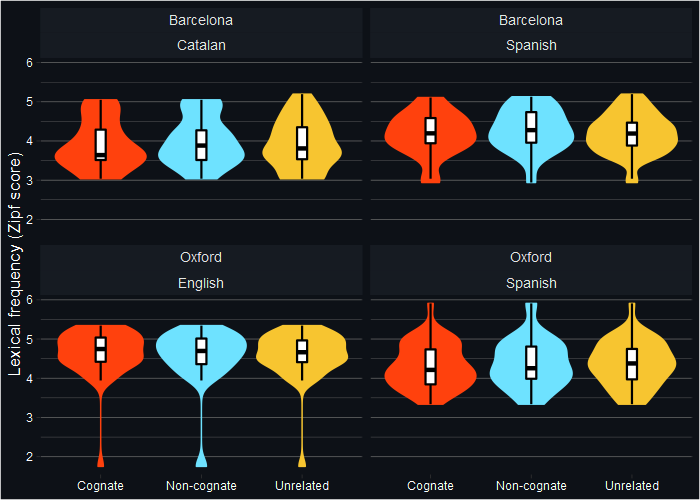 Barcelona
Catalan
Barcelona
Spanish
6
5
4
3
2
Lexical frequency (Zipf score)
Oxford
English
Oxford
Spanish
6
5
4
3
2
Cognate
Non-cognate
Unrelated
Cognate
Non-cognate
Unrelated